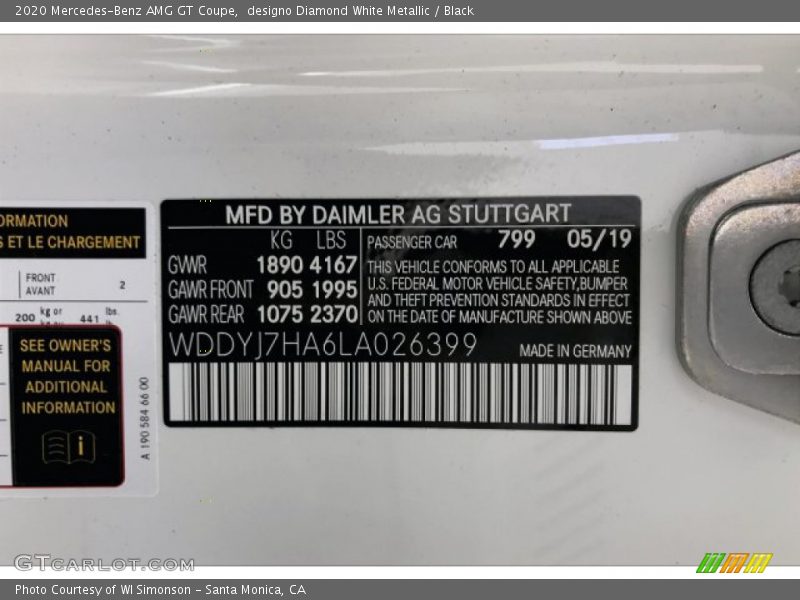 2020 Mercedes-Benz AMG GT Coupe,  designo Diamond White Metallic / Black
ORMATION
S ET LE CHARGEMENT
FRONT
AVANT
2
200 kg or 441 lbs.
SEE OWNER'S
MANUAL FOR
ADDITIONAL
INFORMATION
A 190 584 66 00
MFD BY DAIMLER AG STUTTGART
KG LBS
GWR 1890 4167
GAWR FRONT 905 1995
GAWR REAR 1075 2370
PASSENGER CAR 799 05/19
THIS VEHICLE CONFORMS TO ALL APPLICABLE
U.S. FEDERAL MOTOR VEHICLE SAFETY,BUMPER
AND THEFT PREVENTION STANDARDS IN EFFECT
ON THE DATE OF MANUFACTURE SHOWN ABOVE
WDDYJ7HA6LA026399 MADE IN GERMANY
GTCARLOT.COM
Photo Courtesy of WI Simonson - Santa Monica, CA